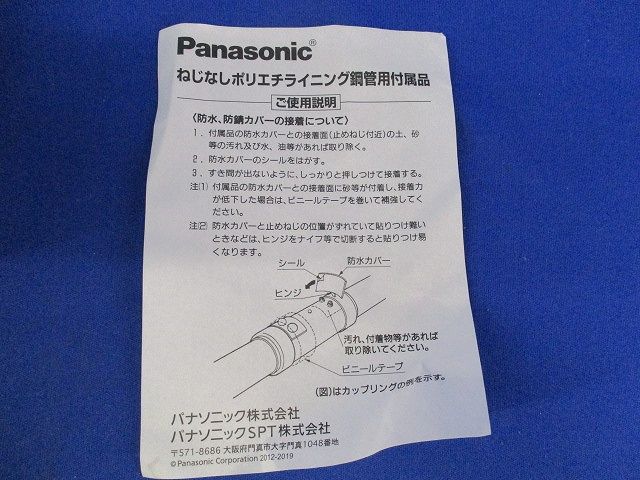 Panasonic®
ねじなしポリエチライニング鋼管用付属品
ご使用説明
〈防水、防錆カバーの接着について〉
1．付属品の防水カバーとの接着面(止めねじ付近)の土、砂
等の汚れ及び水、油等があれば取り除く。
2．防水カバーのシールをはがす。
3．すき間が出ないように、しっかりと押しつけて接着する。
注(1) 付属品の防水カバーとの接着面に砂等が付着し、接着力
が低下した場合は、ビニールテープを巻いて補強してく
ださい。
注(2) 防水カバーと止めねじの位置がずれていて貼りつけ難い
ときなどは、ヒンジをナイフ等で切断すると貼りつけ易
くなります。
シール
防水カバー
ヒンジ
汚れ、付着物等があれば
取り除いてください。
ビニールテープ
(図)はカップリングの例を示す。
パナソニック株式会社
パナソニックSPT株式会社
〒571-8686 大阪府門真市大字門真1048番地
© Panasonic Corporation 2012-2019